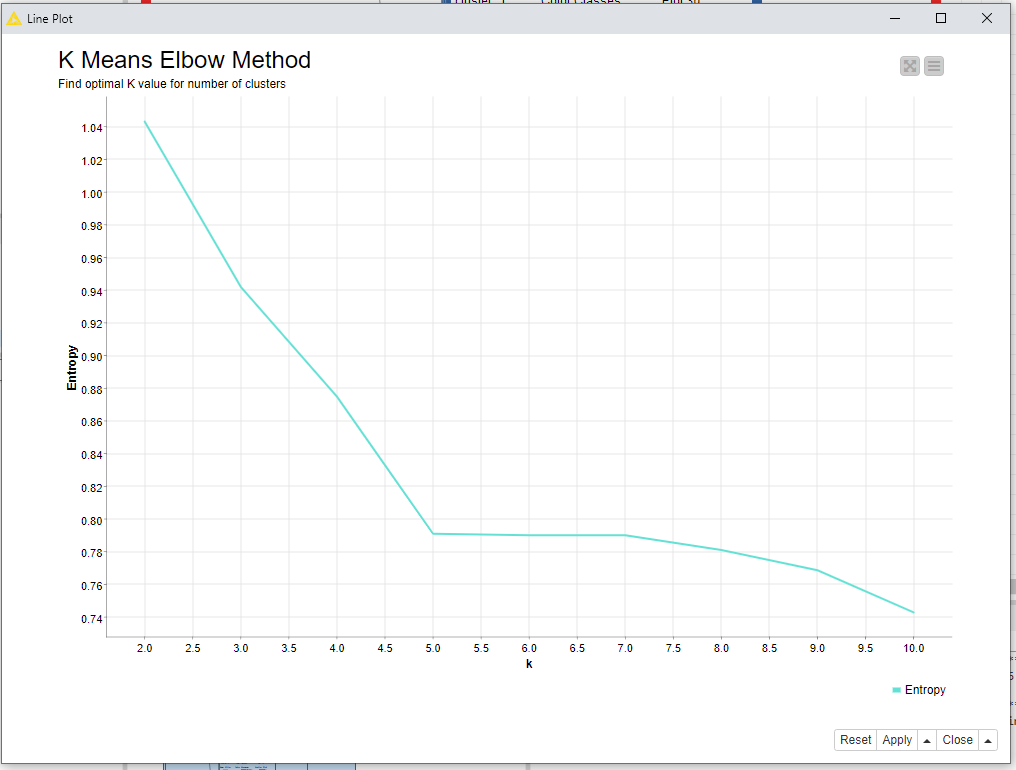 Line Plot
K Means Elbow Method
Find optimal K value for number of clusters
1.04
1.02
1.00
0.98
0.96
0.94
0.92
0.90
0.88
0.86
0.84
0.82
0.80
0.78
0.76
0.74
Entropy
2.0 2.5 3.0 3.5 4.0 4.5 5.0 5.5 6.0 6.5 7.0 7.5 8.0 8.5 9.0 9.5 10.0
k
Entropy
Reset Apply Close